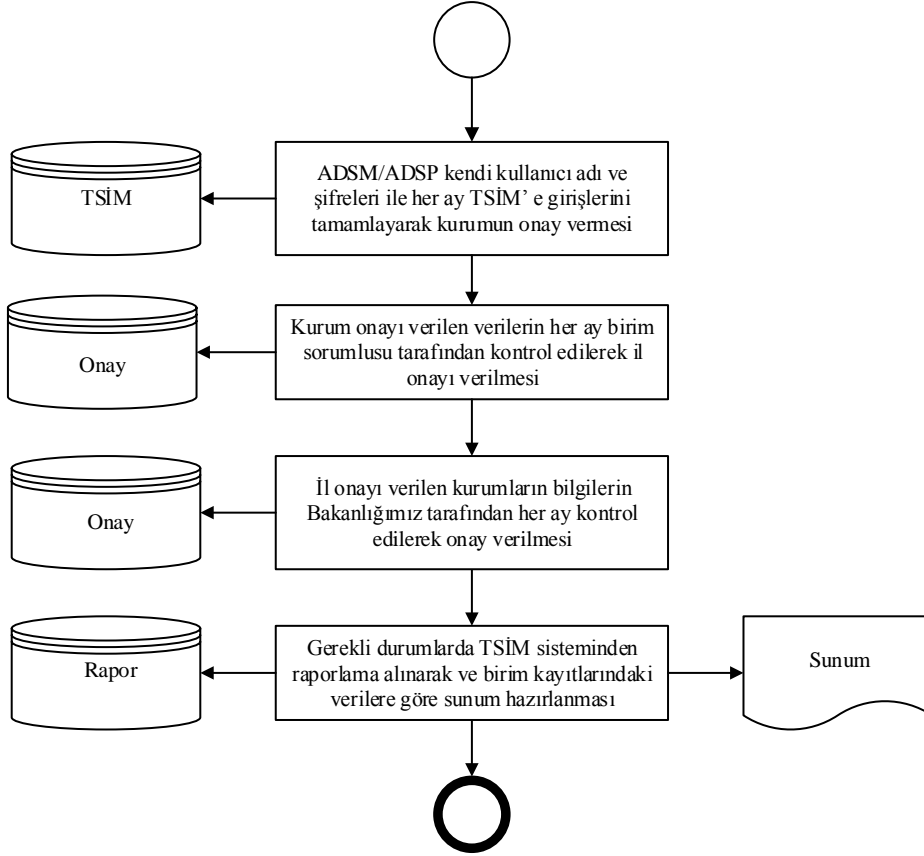 ADSM/ADSP kendi kullanıcı adı ve
şifreleri ile her ay TSİM’ e girişlerini
tamamlayarak kurumun onay vermesi
TSİM
Kurum onayı verilen verilerin her ay birim
sorumlusu tarafından kontrol edilerek il
onayı verilmesi
Onay
İl onayı verilen kurumların bilgilerin
Bakanlığımız tarafından her ay kontrol
edilerek onay verilmesi
Onay
Gerekli durumlarda TSİM sisteminden
raporlama alınarak ve birim kayıtlarındaki
verilere göre sunum hazırlanması
Rapor
Sunum